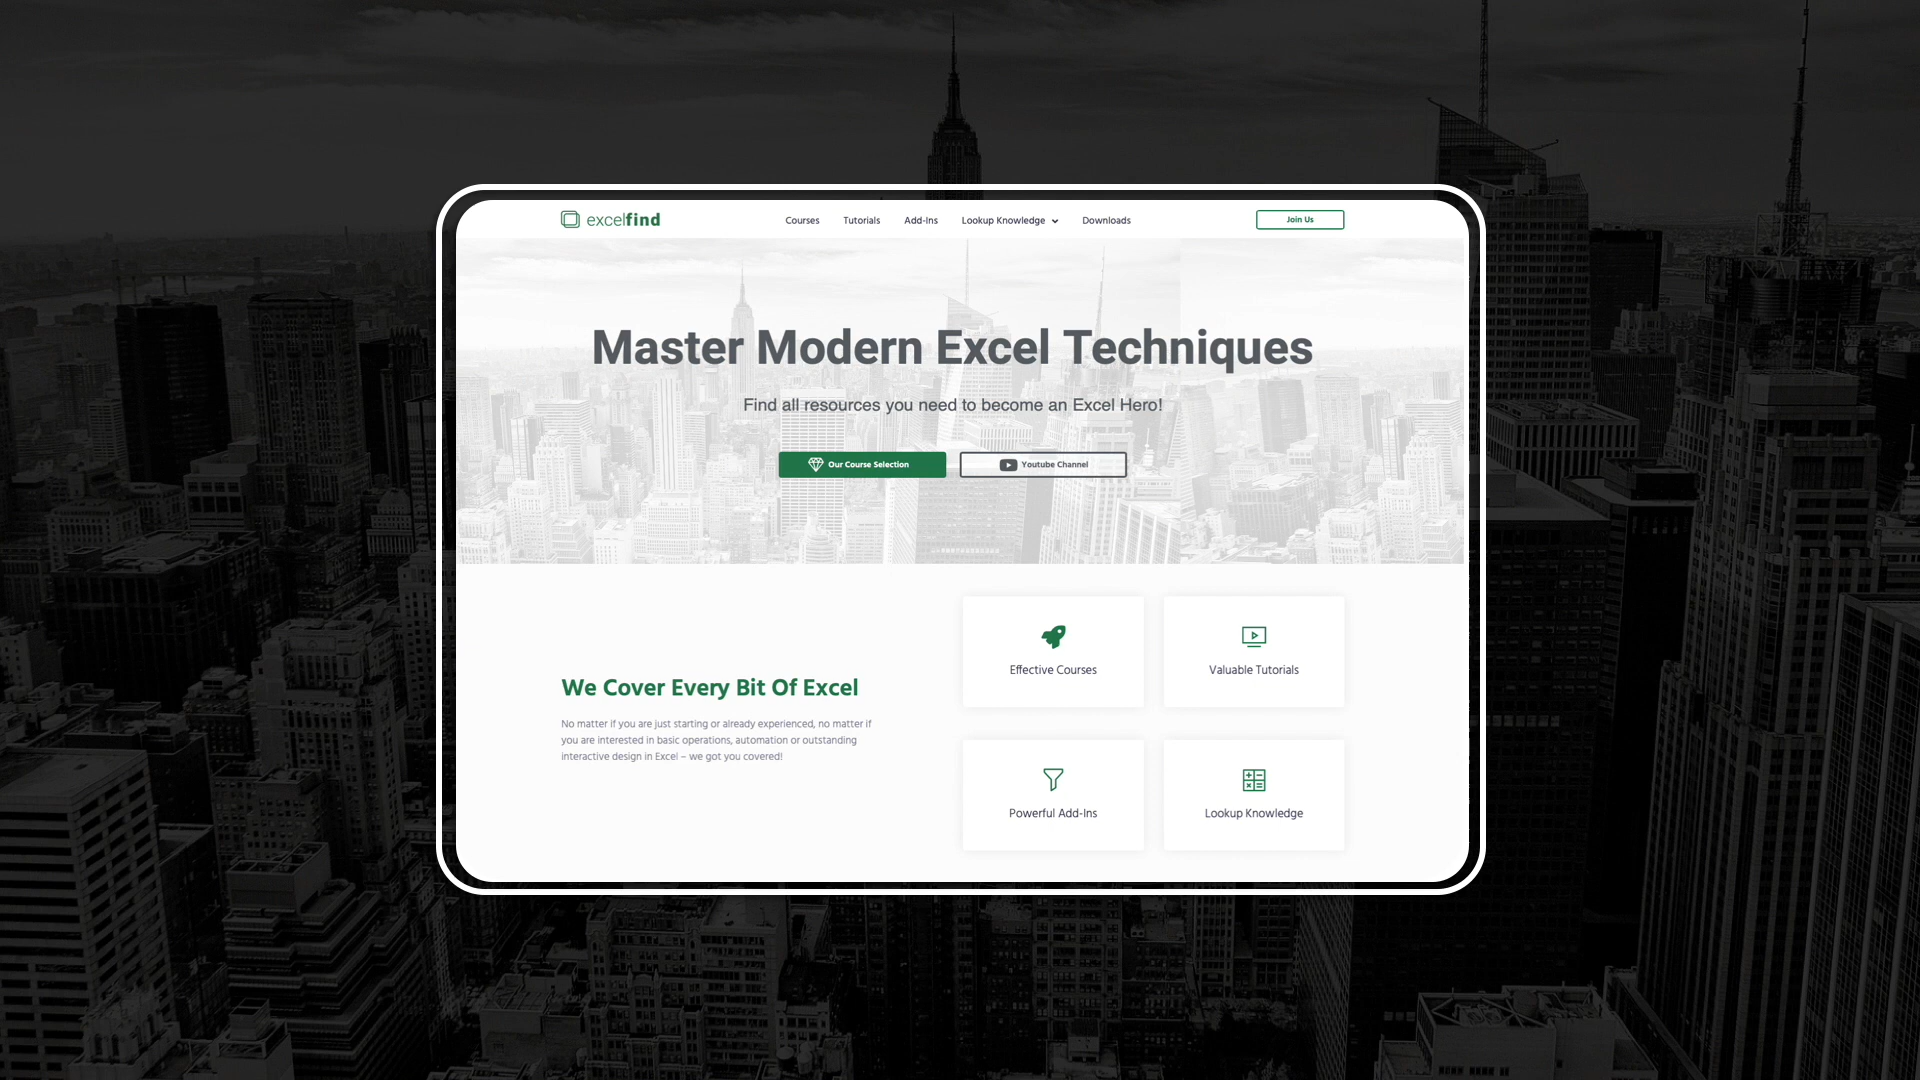 excelfind
Courses
Tutorials
Add-Ins
Lookup Knowledge
Downloads
Join Us
Master Modern Excel Techniques
Find all resources you need to become an Excel Hero!
Our Course Selection
Youtube Channel
We Cover Every Bit Of Excel
No matter if you are just starting or already experienced, no matter if
you are interested in basic operations, automation or outstanding
interactive design in Excel – we got you covered!
Effective Courses
Valuable Tutorials
Powerful Add-Ins
Lookup Knowledge